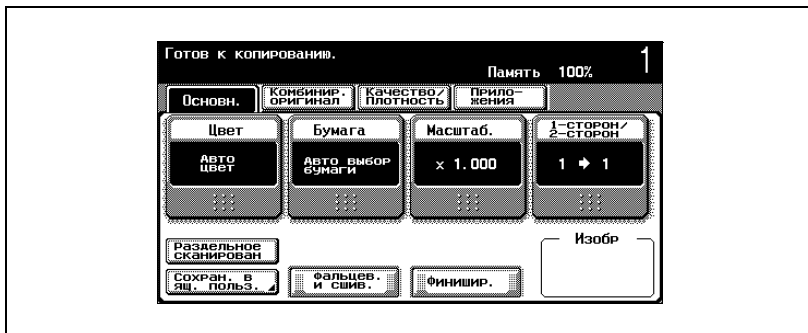 Готов к копированию.
1
Память 100%
Основн.
Комбинир.
оригинал
Качество/
Плотность
Прило-
жения
Цвет
Бумага
Масштаб.
1-сторон/
2-сторон
Авто
цвет
Авто выбор
бумаги
x 1.000
1 → 1
Раздельное
сканирован
Изобр
Сохран. в
ящ. польз.
Фальцев.
и сшив.
Финишир.